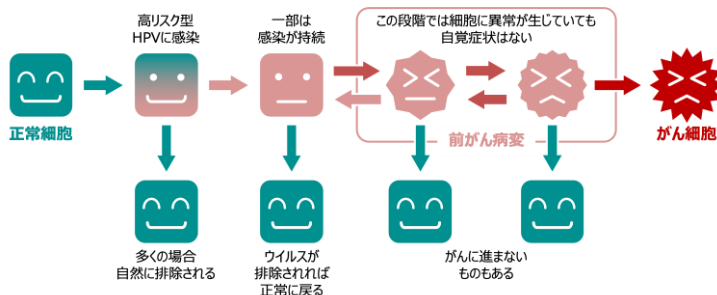 高リスク型
HPVに感染
一部は
感染が持続
この段階では細胞に異常が生じていても
自覚症状はない
正常細胞
前がん病変
がん細胞
多くの場合
自然に排除される
ウイルスが
排除されれば
正常に戻る
がんに進まない
ものもある